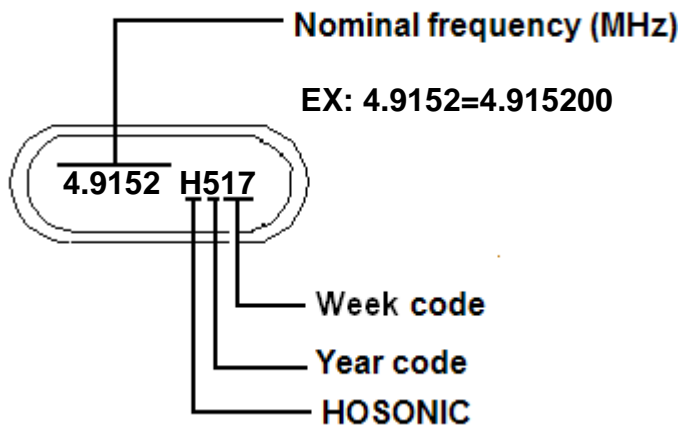 Nominal frequency (MHz)
EX: 4.9152=4.915200
4.9152 H517
Week code
Year code
HOSONIC